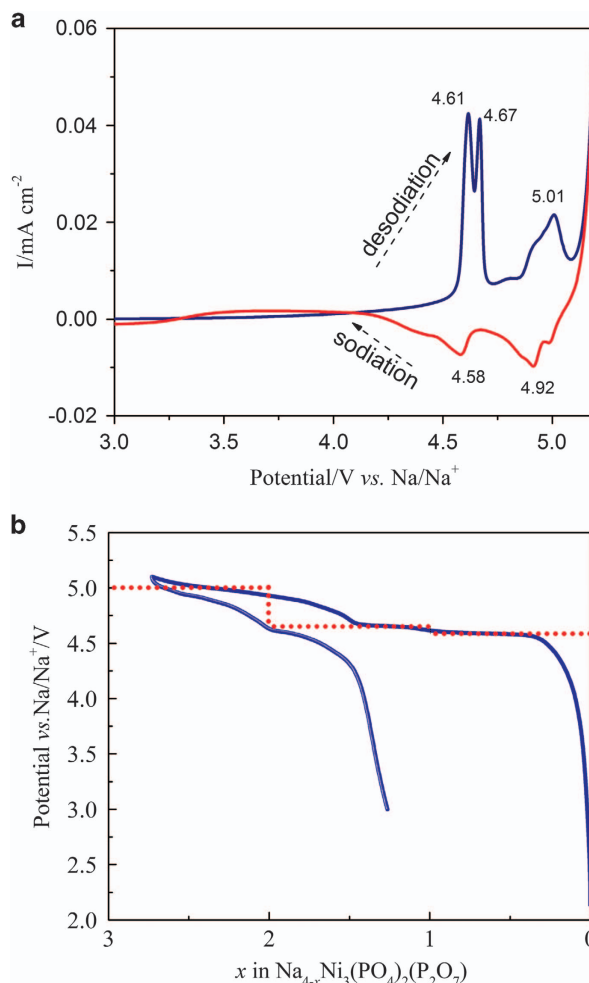 a
0.06
0.04
0.02
0.00
-0.02
I/mA cm⁻²
4.61
4.67
5.01
desodiation
sodiation
4.58
4.92
3.0 3.5 4.0 4.5 5.0
Potential/V vs. Na/Na⁺
b
5.5
5.0
4.5
4.0
3.5
3.0
2.5
2.0
Potential vs.Na/Na⁺/V
3 2 1 0
x in Na₄₋ₓNi₃(PO₄)₂(P₂O₇)